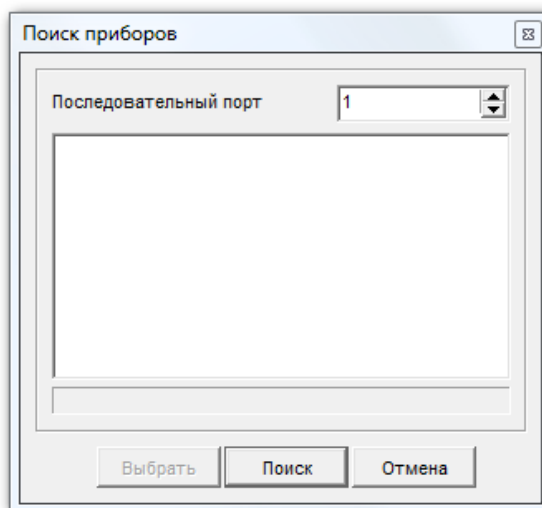 Поиск приборов
Последовательный порт 1
Выбрать Поиск Отмена